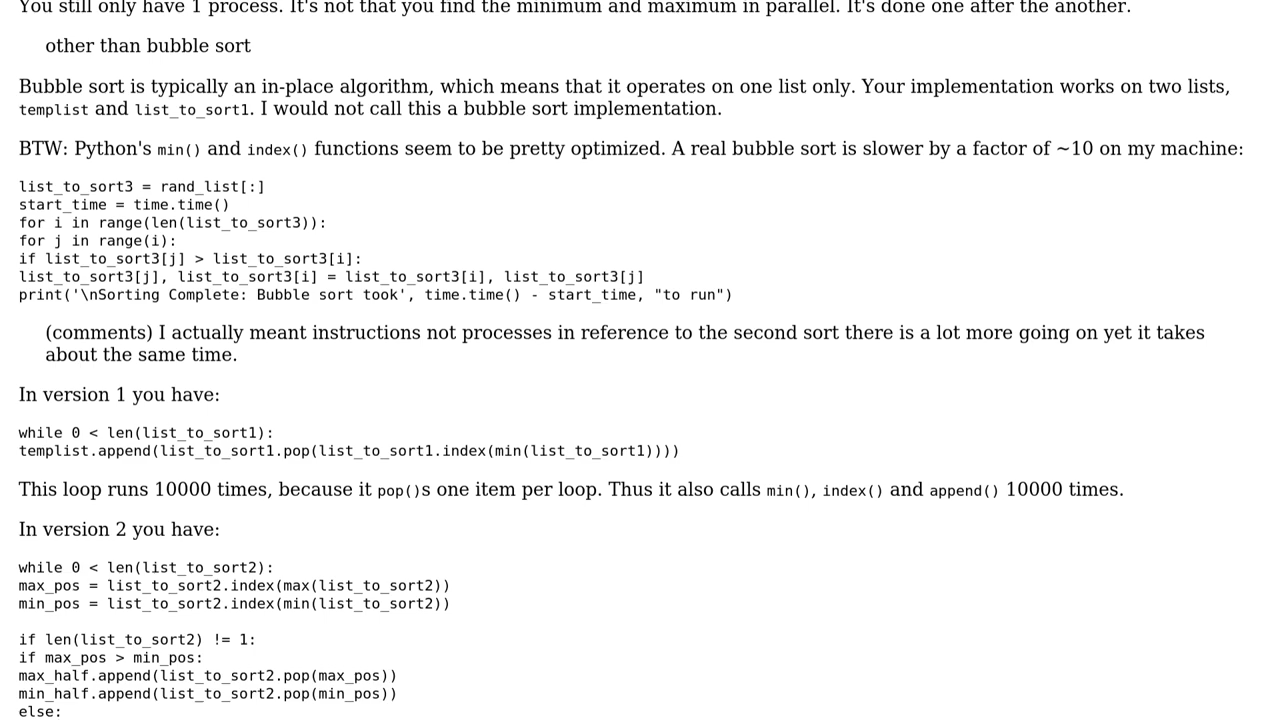 You still only have 1 process. It's not that you find the minimum and maximum in parallel. It's done one after the another.
other than bubble sort
Bubble sort is typically an in-place algorithm, which means that it operates on one list only. Your implementation works on two lists,
templist and list_to_sort1. I would not call this a bubble sort implementation.
BTW: Python's min() and index() functions seem to be pretty optimized. A real bubble sort is slower by a factor of ~10 on my machine:
list_to_sort3 = rand_list[:]
start_time = time.time()
for i in range(len(list_to_sort3)):
for j in range(i):
if list_to_sort3[j] > list_to_sort3[i]:
list_to_sort3[j], list_to_sort3[i] = list_to_sort3[i], list_to_sort3[j]
print('\nSorting Complete: Bubble sort took', time.time() - start_time, "to run")
(comments) I actually meant instructions not processes in reference to the second sort there is a lot more going on yet it takes
about the same time.
In version 1 you have:
while 0 < len(list_to_sort1):
templist.append(list_to_sort1.pop(list_to_sort1.index(min(list_to_sort1))))
This loop runs 10000 times, because it pop()s one item per loop. Thus it also calls min(), index() and append() 10000 times.
In version 2 you have:
while 0 < len(list_to_sort2):
max_pos = list_to_sort2.index(max(list_to_sort2))
min_pos = list_to_sort2.index(min(list_to_sort2))
if len(list_to_sort2) != 1:
if max_pos > min_pos:
max_half.append(list_to_sort2.pop(max_pos))
min_half.append(list_to_sort2.pop(min_pos))
else: